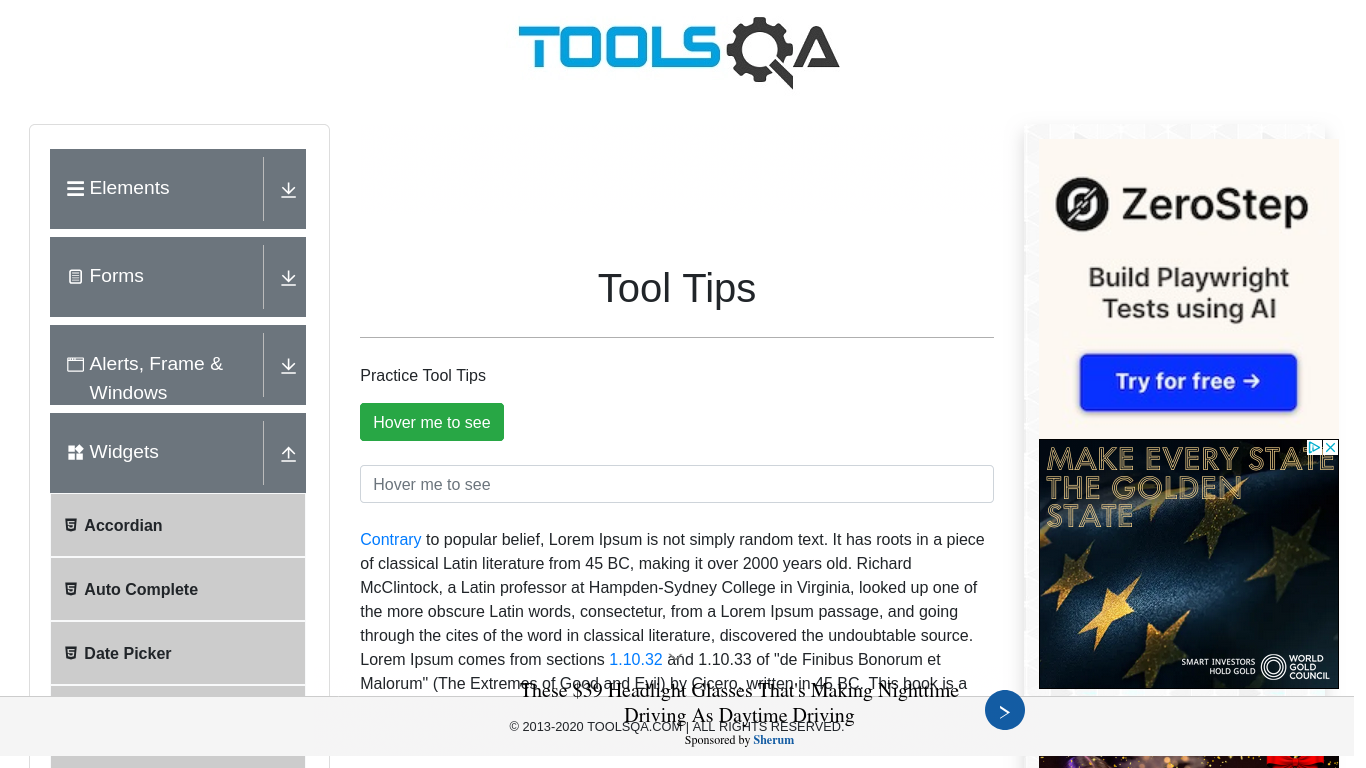 TOOLSQA
Elements
Forms
Alerts, Frame &
Windows
Widgets
Accordian
Auto Complete
Date Picker
Tool Tips
Practice Tool Tips
Hover me to see
Hover me to see
Contrary to popular belief, Lorem Ipsum is not simply random text. It has roots in a piece
of classical Latin literature from 45 BC, making it over 2000 years old. Richard
McClintock, a Latin professor at Hampden-Sydney College in Virginia, looked up one of
the more obscure Latin words, consectetur, from a Lorem Ipsum passage, and going
through the cites of the word in classical literature, discovered the undoubtable source.
Lorem Ipsum comes from sections 1.10.32 and 1.10.33 of "de Finibus Bonorum et
Malorum" (The Extremes of Good and Evil) by Cicero, written in 45 BC. This book is a
These $39 Headlight Glasses That's Making Nighttime
Driving As Daytime Driving
© 2013-2020 TOOLSQA.COM | ALL RIGHTS RESERVED.
Sponsored by Sherum
ZeroStep
Build Playwright
Tests using AI
Try for free →
MAKE EVERY STATE
THE GOLDEN
STATE
SMART INVESTORS
HOLD GOLD
WORLD
GOLD
COUNCIL